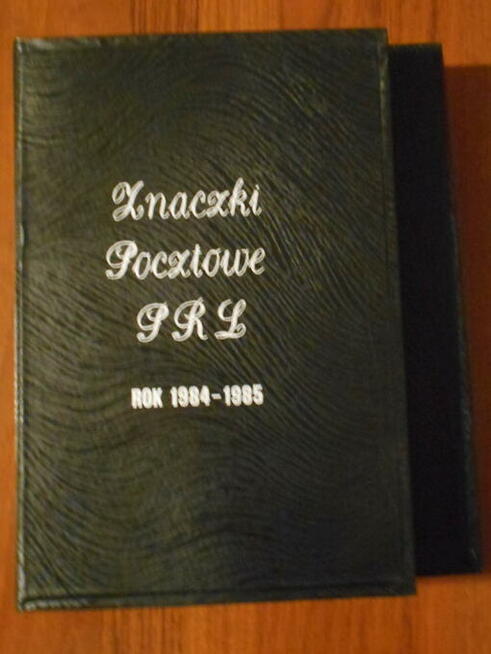 Znaczki
Pocztowe
PRL
ROK 1984-1985